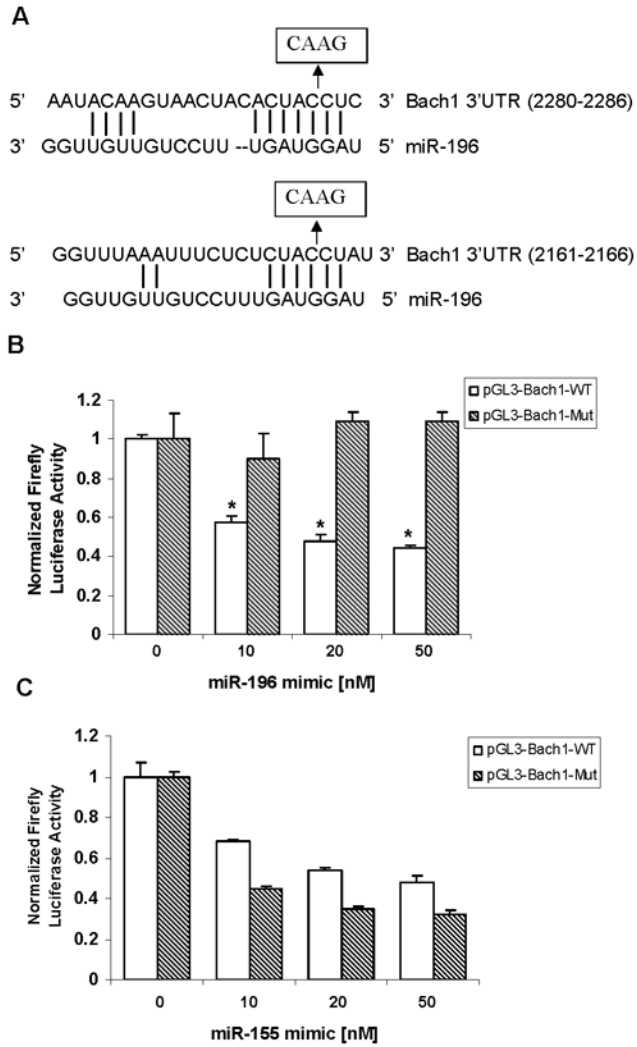 A
CAAG
5' AAUACAAGUAACUACACUACCUC 3' Bach1 3'UTR (2280-2286)
3' GGUUGUUGUCCUU --UGAUGGAU 5' miR-196
CAAG
5' GGUUUAAAUUUCUCUCUACCUAU 3' Bach1 3'UTR (2161-2166)
3' GGUUGUUGUCCUUUGAUGGAU 5' miR-196
B
Normalized Firefly
Luciferase Activity
1.2
1
0.8
0.6
0.4
0.2
0
* * *
0 10 20 50
miR-196 mimic [nM]
pGL3-Bach1-WT
pGL3-Bach1-Mut
C
Normalized Firefly
Luciferase Activity
1.2
1
0.8
0.6
0.4
0.2
0
0 10 20 50
miR-155 mimic [nM]
pGL3-Bach1-WT
pGL3-Bach1-Mut